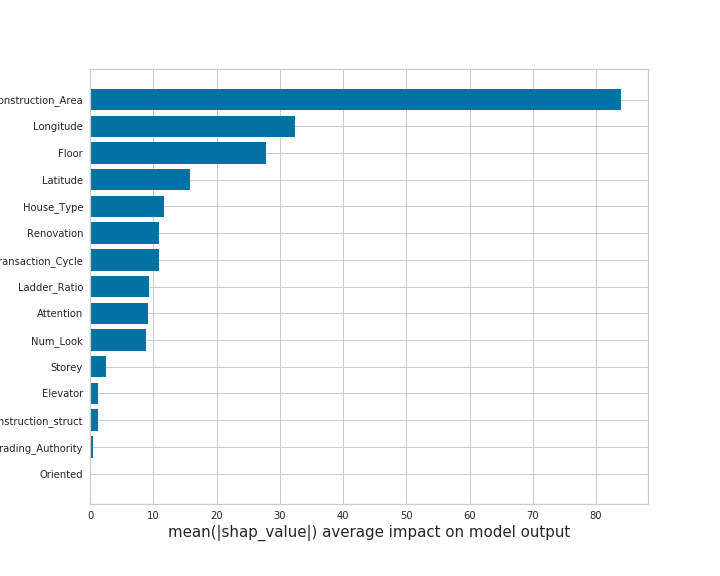 onstruction_Area
Longitude
Floor
Latitude
House_Type
Renovation
ransaction_Cycle
Ladder_Ratio
Attention
Num_Look
Storey
Elevator
nstruction_struct
rading_Authority
Oriented
0 10 20 30 40 50 60 70 80
mean(|shap_value|) average impact on model output